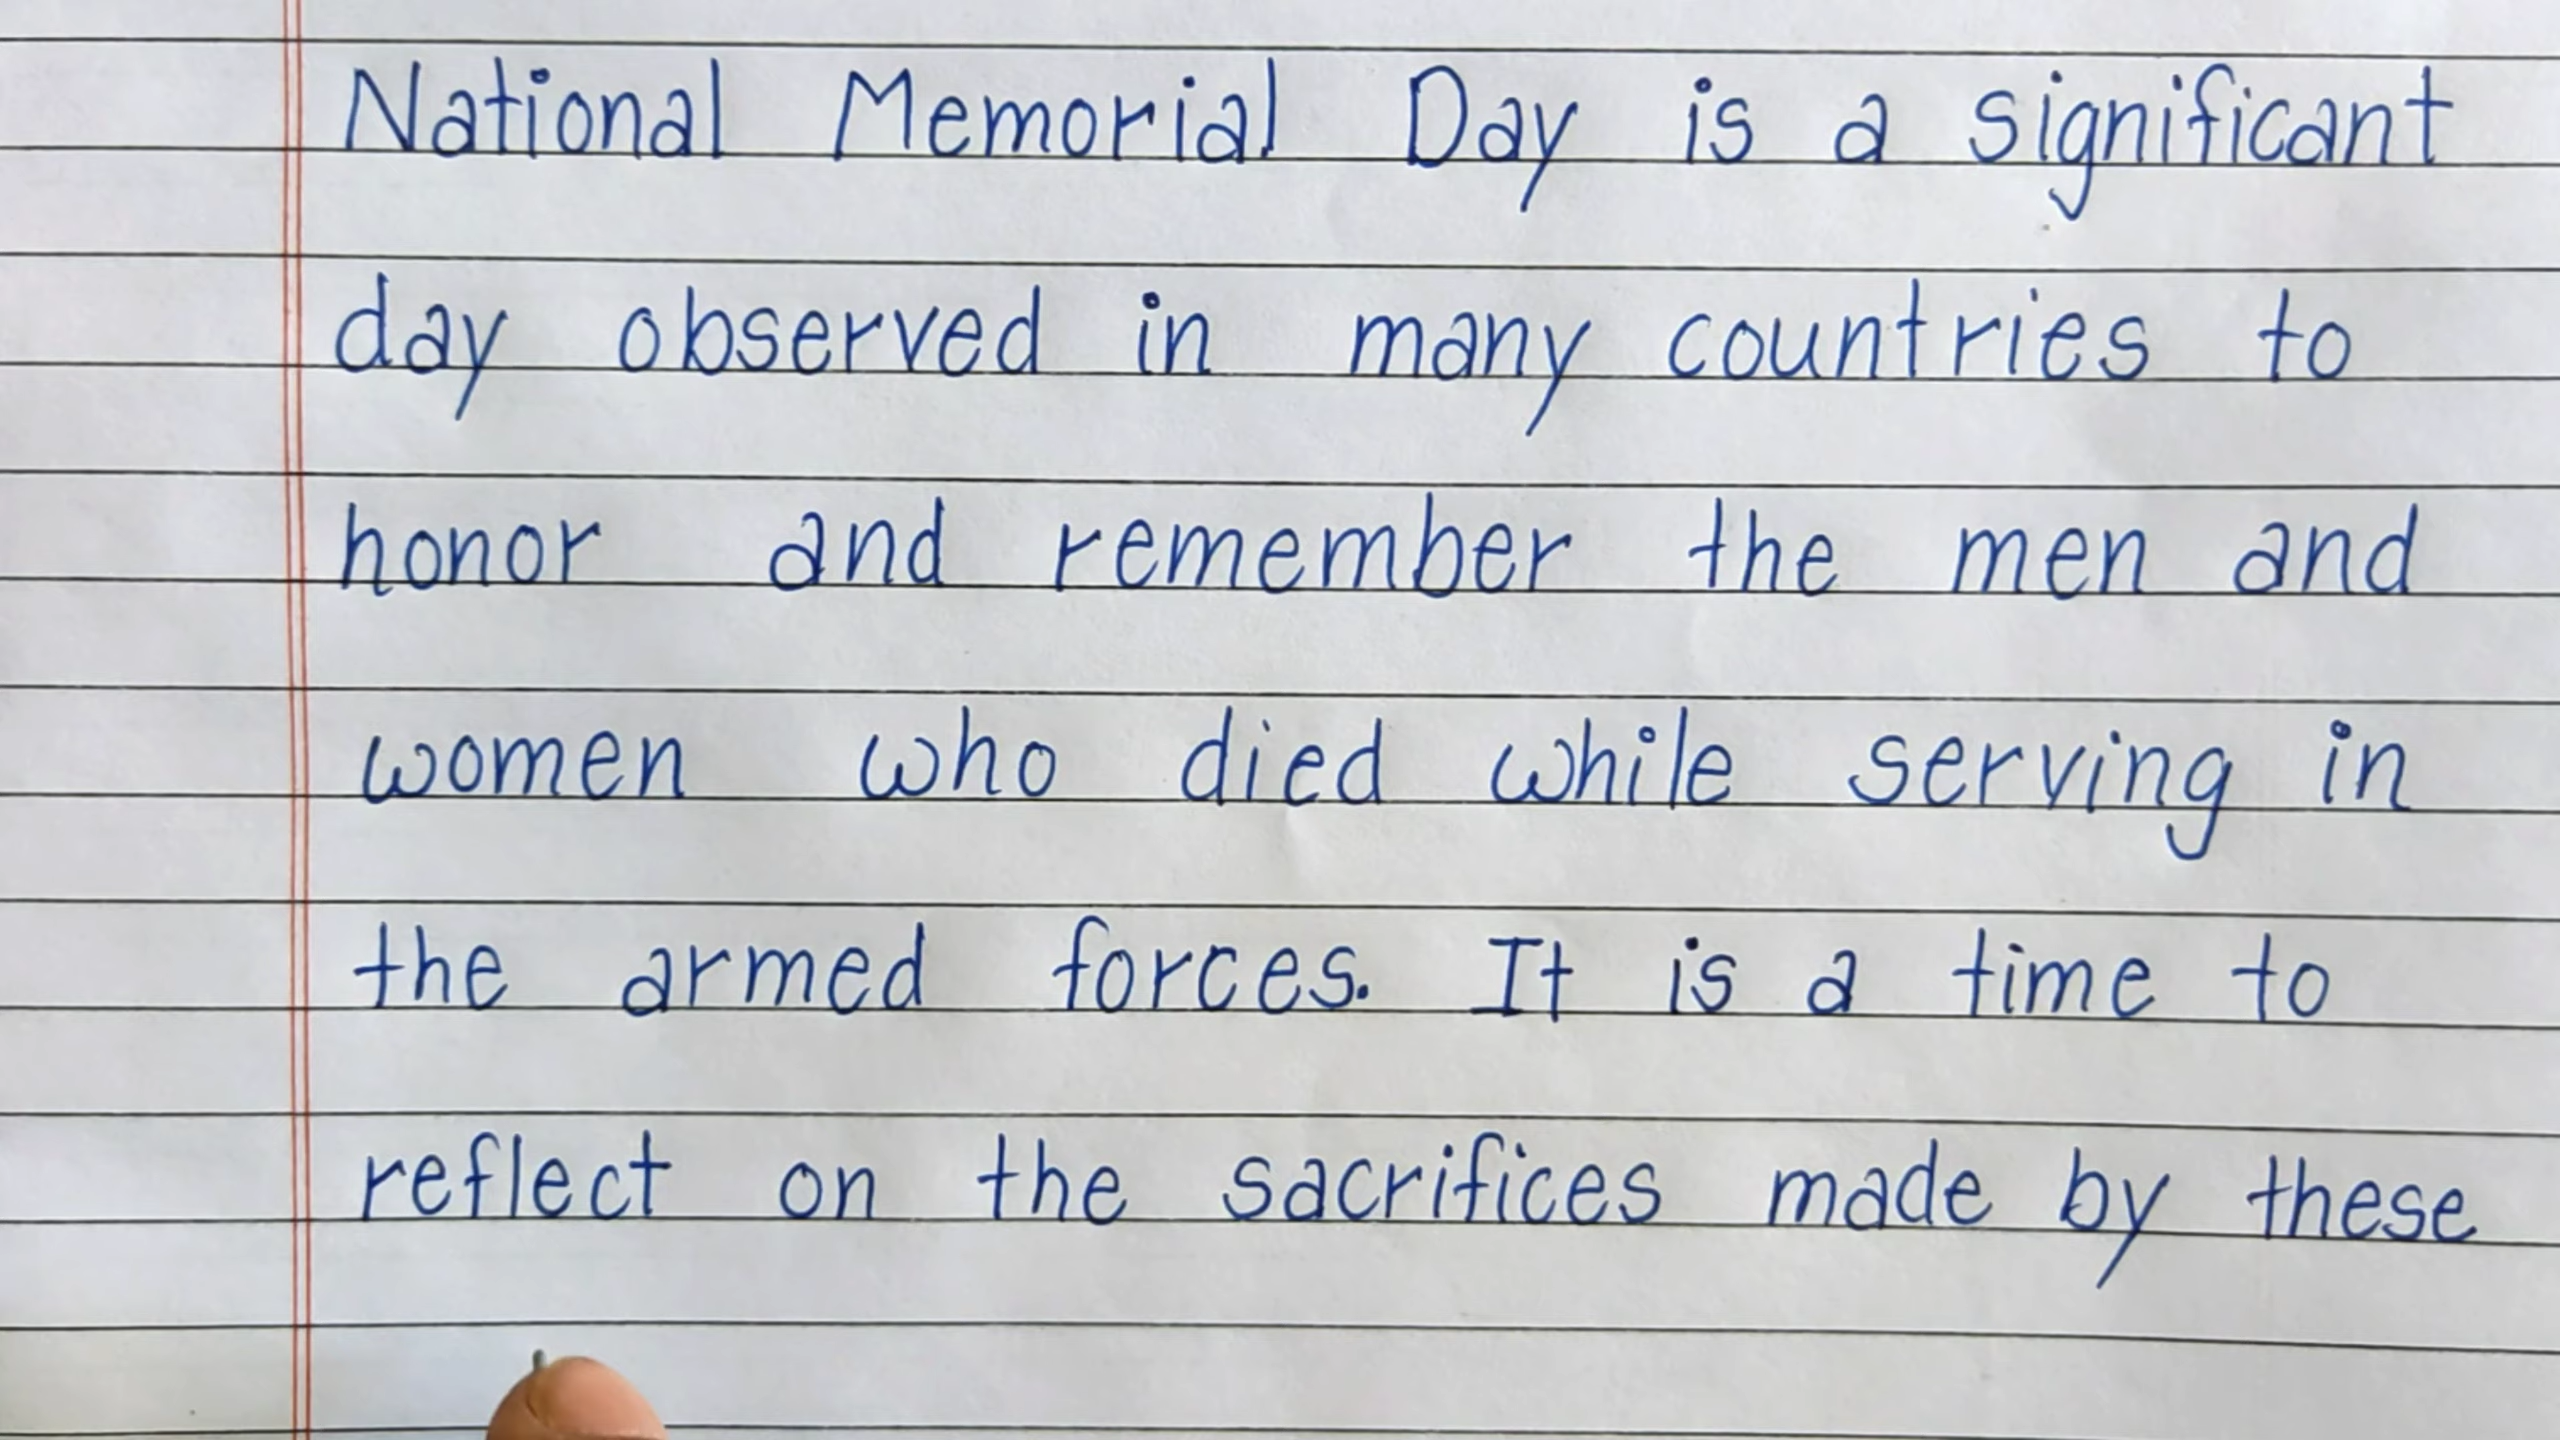 National Memorial Day is a significant
day observed in many countries to
honor and remember the men and
women who died while serving in
the armed forces. It is a time to
reflect on the sacrifices made by these